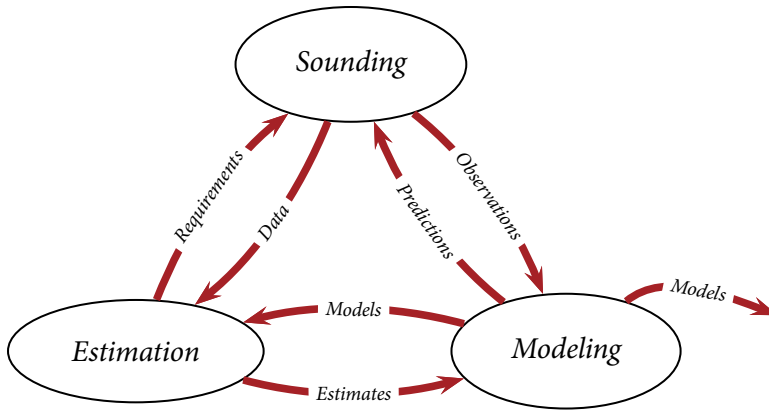 Sounding
Requirements
Data
Predictions
Observations
Models
Models
Estimation
Modeling
Estimates